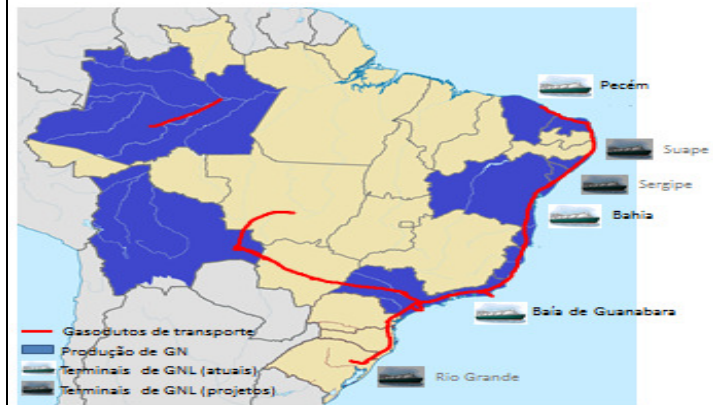 Pecém
Suape
Sergipe
Bahia
Baía de Guanabara
Rio Grande
Gasodutos de transporte
Produção de GN
Terminais de GNL (atuais)
Terminais de GNL (projetos)